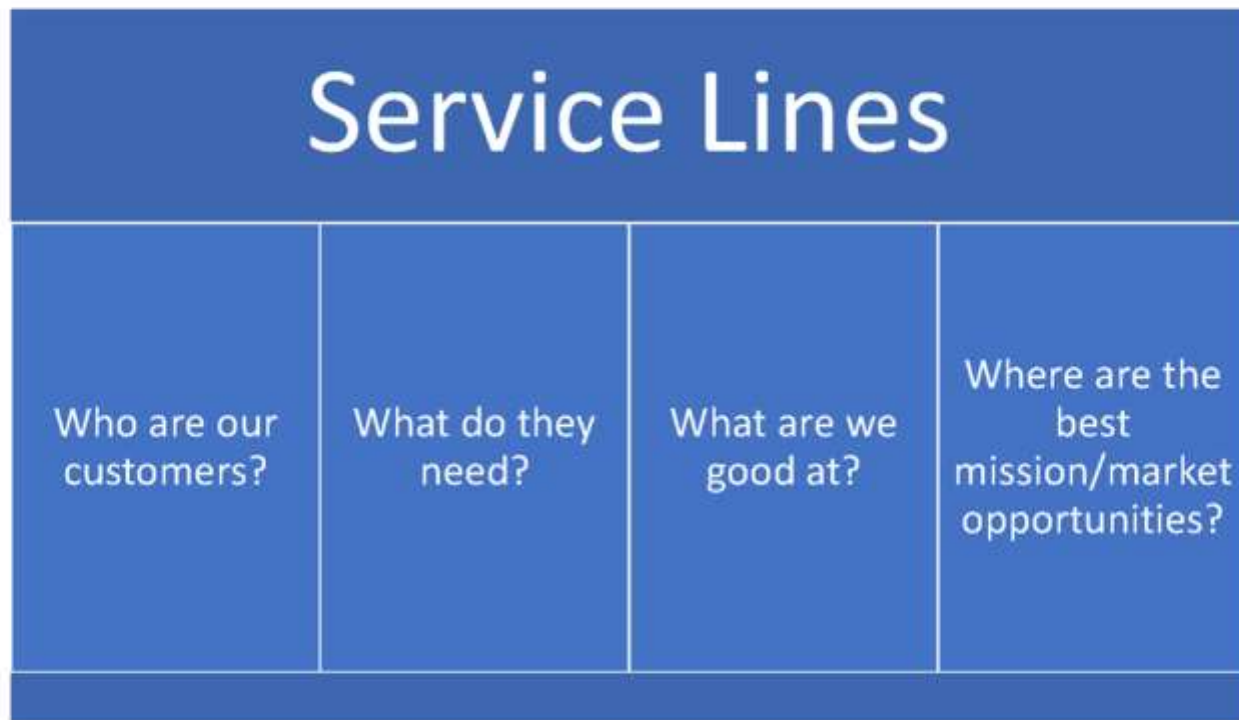 Service Lines
Who are our
customers?
What do they
need?
What are we
good at?
Where are the
best
mission/market
opportunities?